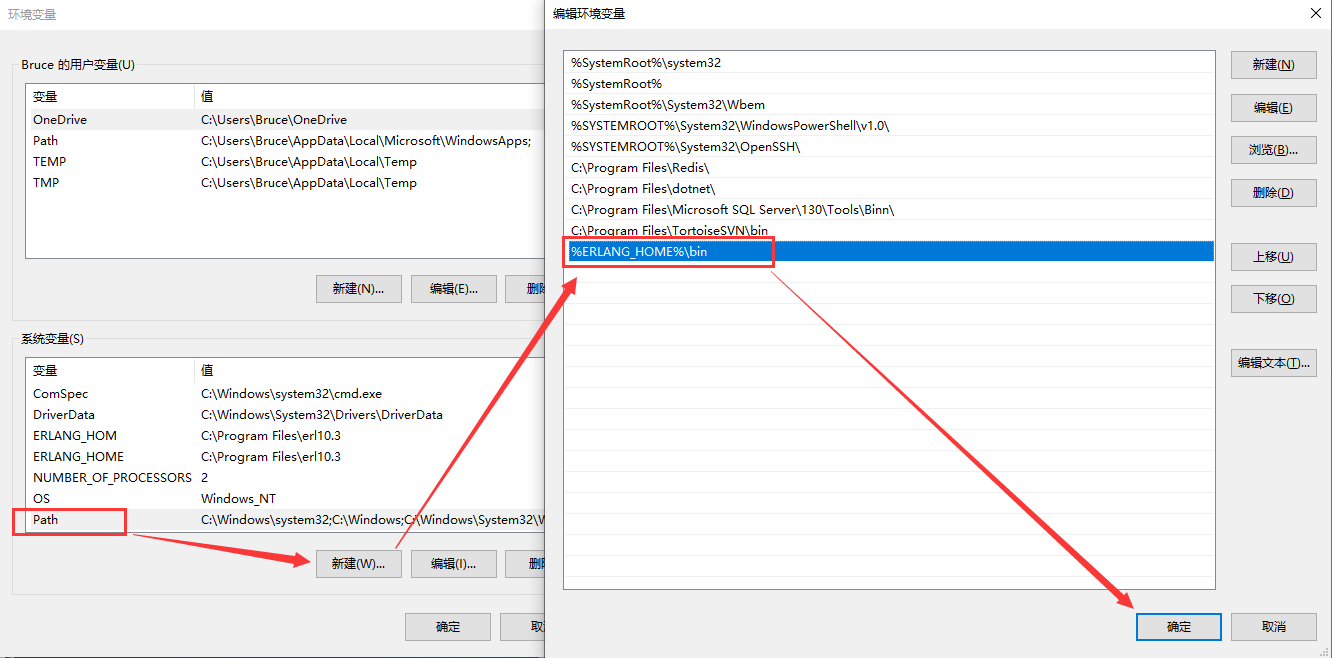 环境变量
Bruce 的用户变量(U)
变量 值
OneDrive C:\Users\Bruce\OneDrive
Path C:\Users\Bruce\AppData\Local\Microsoft\WindowsApps;
TEMP C:\Users\Bruce\AppData\Local\Temp
TMP C:\Users\Bruce\AppData\Local\Temp
新建(N)... 编辑(E)... 删
系统变量(S)
变量 值
ComSpec C:\Windows\system32\cmd.exe
DriverData C:\Windows\System32\Drivers\DriverData
ERLANG_HOM C:\Program Files\erl10.3
ERLANG_HOME C:\Program Files\erl10.3
NUMBER_OF_PROCESSORS 2
OS Windows_NT
Path C:\Windows\system32;C:\Windows;C:\Windows\System32\W
新建(W)... 编辑(I)... 删
确定 取
编辑环境变量
%SystemRoot%\system32
%SystemRoot%
%SystemRoot%\System32\Wbem
%SYSTEMROOT%\System32\WindowsPowerShell\v1.0\
%SYSTEMROOT%\System32\OpenSSH\
C:\Program Files\Redis\
C:\Program Files\dotnet\
C:\Program Files\Microsoft SQL Server\130\Tools\Binn\
C:\Program Files\TortoiseSVN\bin
%ERLANG_HOME%\bin
新建(N)
编辑(E)
浏览(B)...
删除(D)
上移(U)
下移(O)
编辑文本(T)...
确定 取消